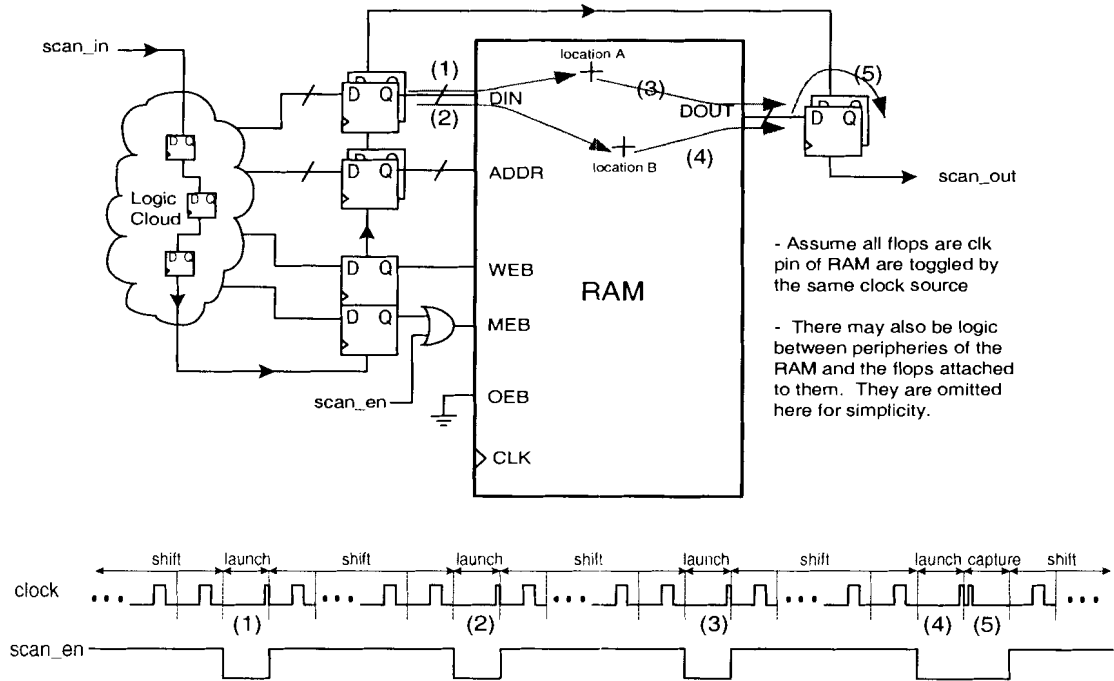 scan_in
location A
(1)
(2)
(3)
(5)
D Q
DIN
DOUT
D Q
D Q
location B
(4)
D Q
ADDR
scan_out
Logic
Cloud
D Q
D Q
D Q
WEB
RAM
D Q
MEB
scan_en
OEB
CLK
- Assume all flops are clk
pin of RAM are toggled by
the same clock source
- There may also be logic
between peripheries of the
RAM and the flops attached
to them. They are omitted
here for simplicity.
shift launch shift launch shift launch shift launch capture shift
clock
(1) (2) (3) (4) (5)
scan_en